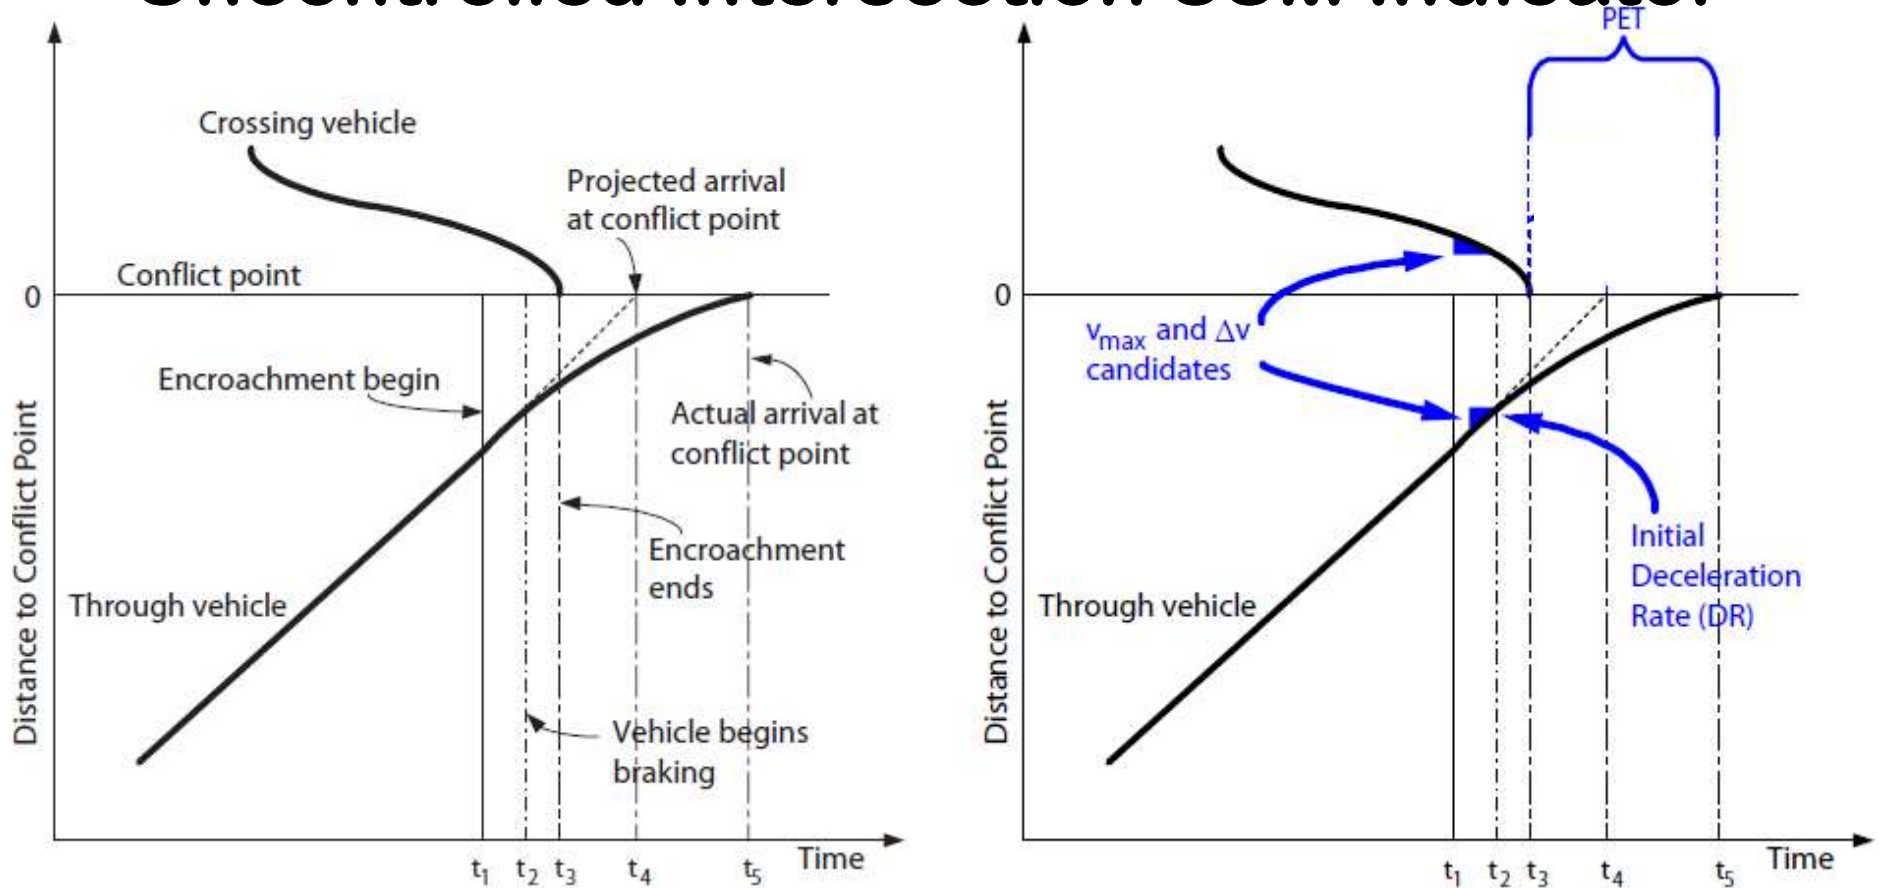 Uncontrolled Intersection
Crossing vehicle
Projected arrival
at conflict point
Conflict point
0
Encroachment begin
Actual arrival at
conflict point
Encroachment
ends
Through vehicle
Vehicle begins
braking
Distance to Conflict Point
t1 t2 t3 t4 t5
Time
PET
0
vmax and Δv
candidates
Initial
Deceleration
Rate (DR)
Through vehicle
Distance to Conflict Point
t1 t2 t3 t4 t5
Time